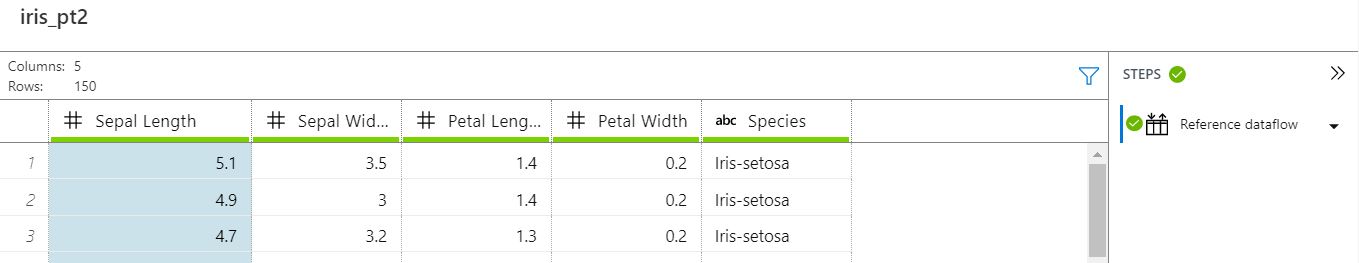 iris_pt2
Columns: 5
Rows: 150
STEPS
# Sepal Length # Sepal Wid... # Petal Leng... # Petal Width abc Species
Reference dataflow
1 5.1 3.5 1.4 0.2 Iris-setosa
2 4.9 3 1.4 0.2 Iris-setosa
3 4.7 3.2 1.3 0.2 Iris-setosa